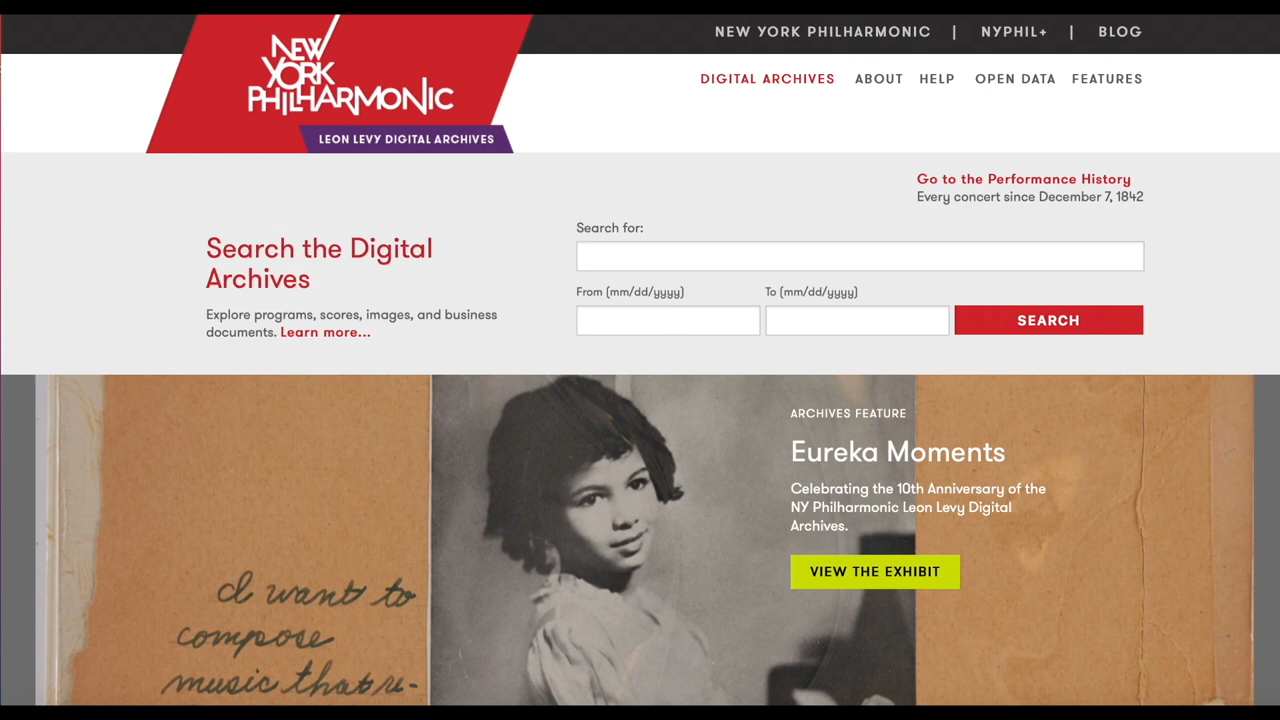 NEW YORK PHILHARMONIC | NYPHIL+ | BLOG
NEW
YORK
PHILHARMONIC
LEON LEVY DIGITAL ARCHIVES
DIGITAL ARCHIVES ABOUT HELP OPEN DATA FEATURES
Go to the Performance History
Every concert since December 7, 1842
Search the Digital
Archives
Explore programs, scores, images, and business
documents. Learn more...
Search for:
From (mm/dd/yyyy) To (mm/dd/yyyy)
SEARCH
ARCHIVES FEATURE
Eureka Moments
Celebrating the 10th Anniversary of the
NY Philharmonic Leon Levy Digital
Archives.
VIEW THE EXHIBIT
I want to
compose
music that re-